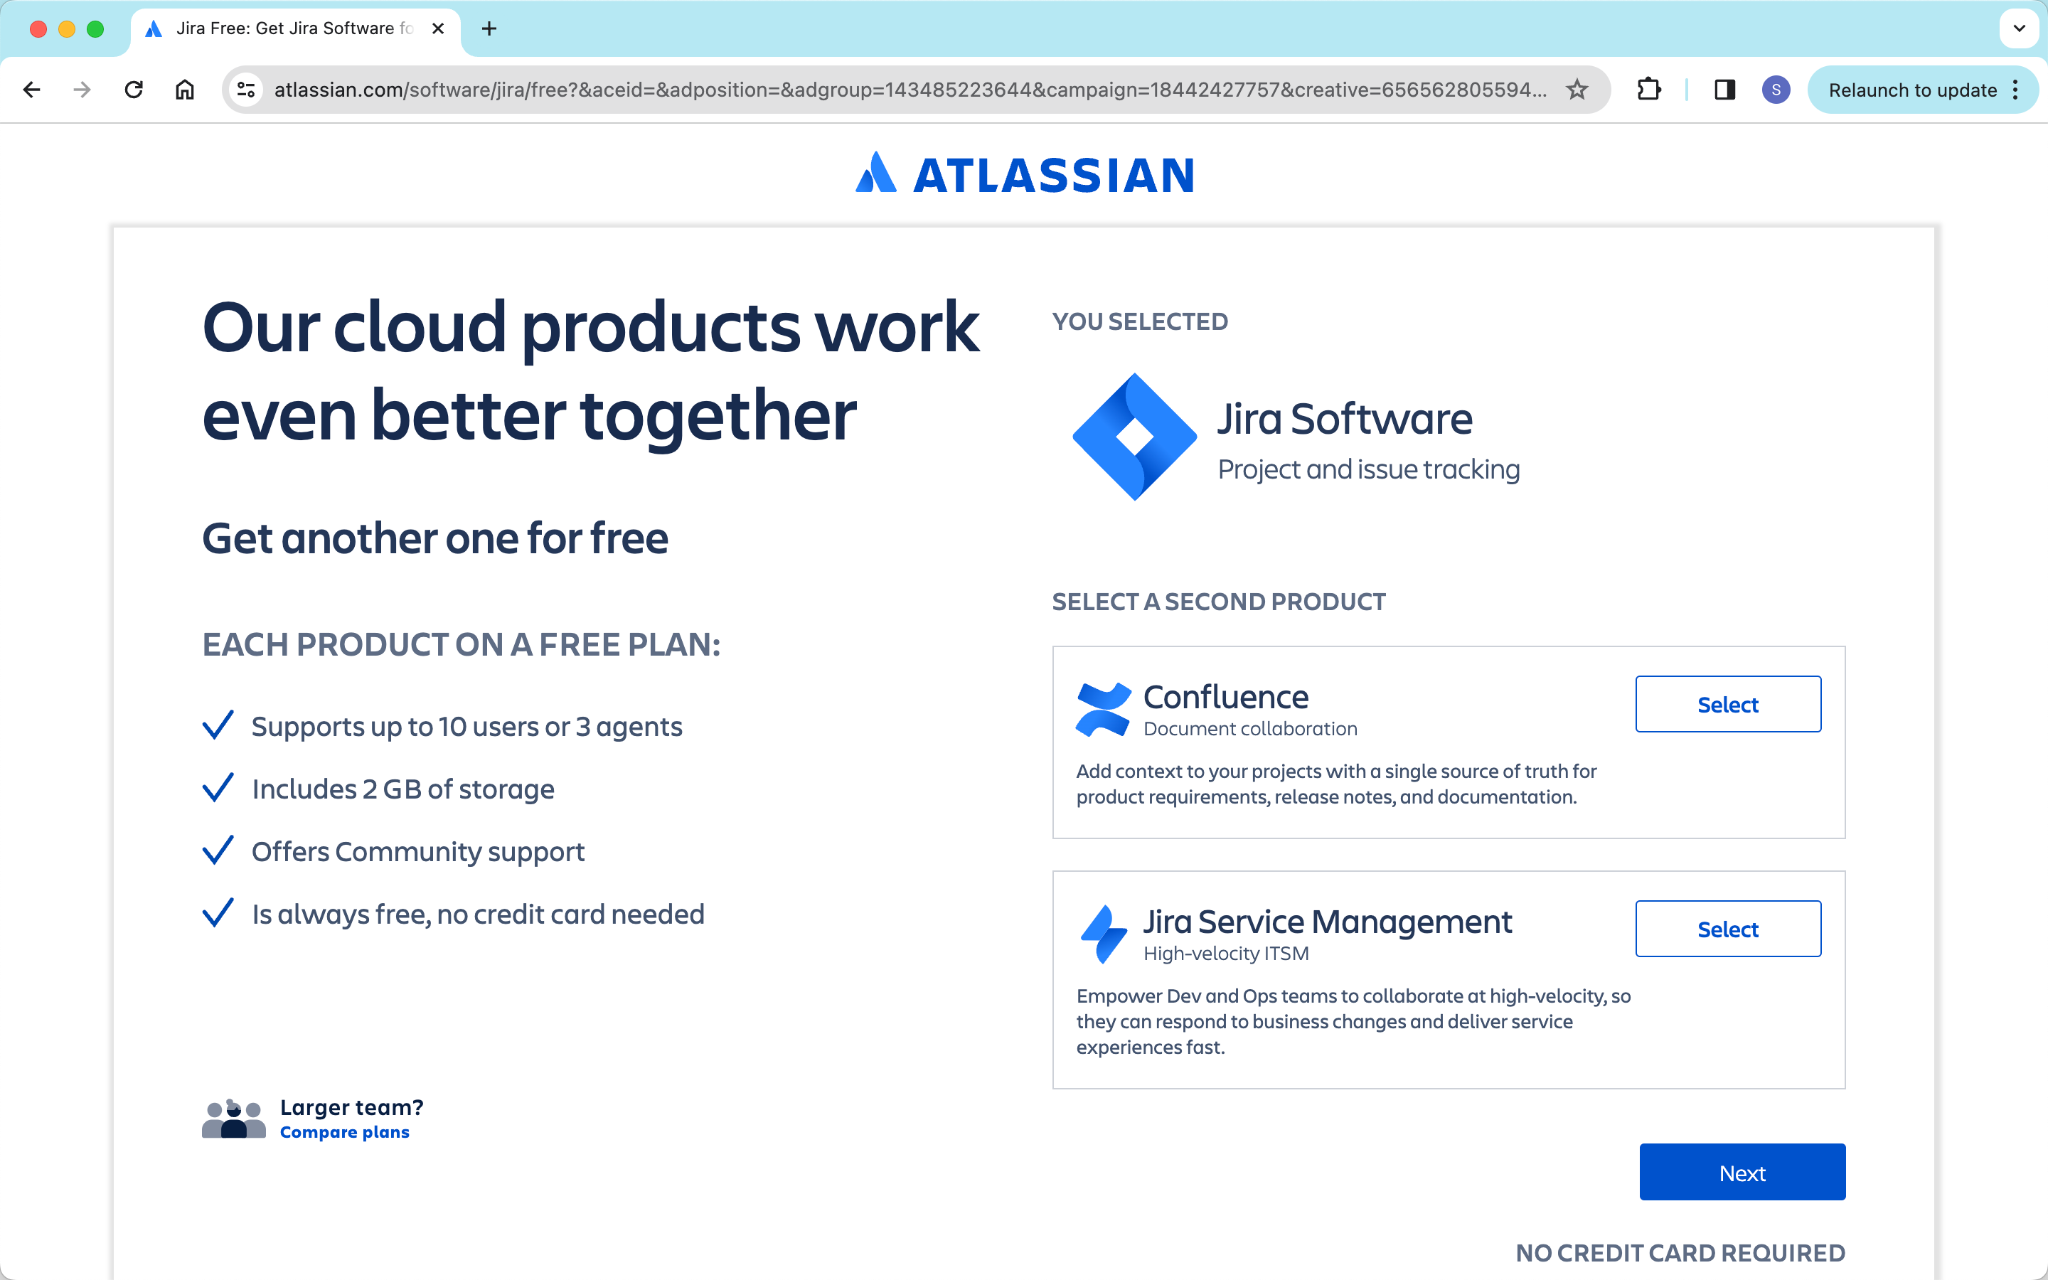 Jira Free: Get Jira Software fo
atlassian.com/software/jira/free?&aceid=&adposition=&adgroup=143485223644&campaign=18442427757&creative=656562805594...
S
Relaunch to update
ATLASSIAN
Our cloud products work
even better together
Get another one for free
EACH PRODUCT ON A FREE PLAN:
Supports up to 10 users or 3 agents
Includes 2 GB of storage
Offers Community support
Is always free, no credit card needed
Larger team?
Compare plans
YOU SELECTED
Jira Software
Project and issue tracking
SELECT A SECOND PRODUCT
Confluence
Document collaboration
Select
Add context to your projects with a single source of truth for
product requirements, release notes, and documentation.
Jira Service Management
High-velocity ITSM
Select
Empower Dev and Ops teams to collaborate at high-velocity, so
they can respond to business changes and deliver service
experiences fast.
Next
NO CREDIT CARD REQUIRED